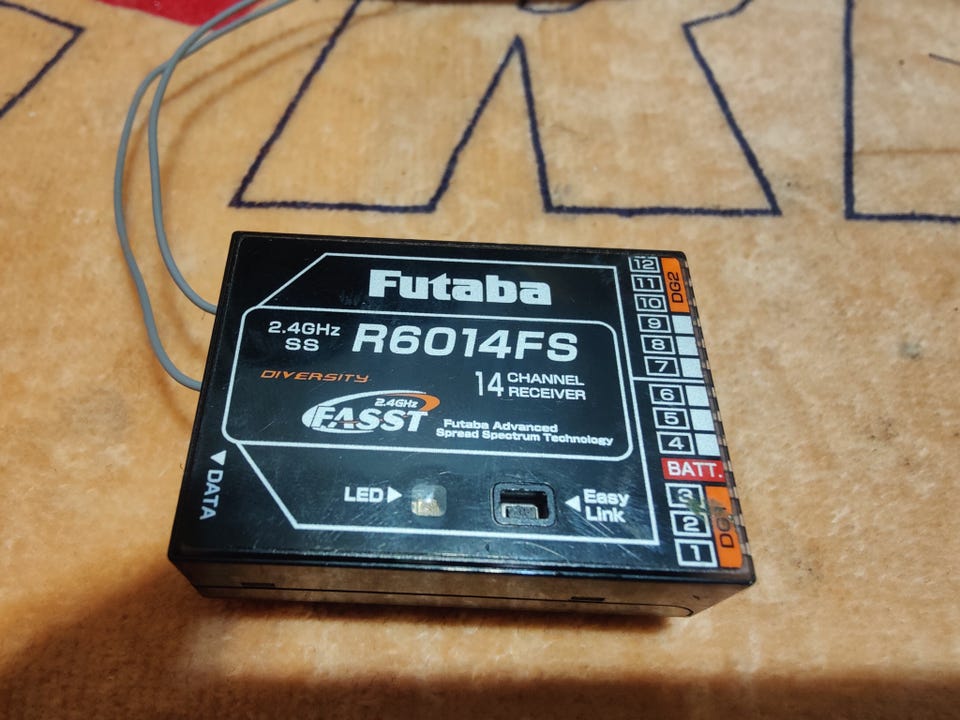 Futaba
2.4GHz
SS
R6014FS
DIVERSITY
14 CHANNEL
RECEIVER
2.4GHz
FASST
Futaba Advanced
Spread Spectrum Technology
▼DATA
LED▶
◀Easy
Link
12
11
10
DG2
9
8
7
6
5
4
BATT.
3
2
1